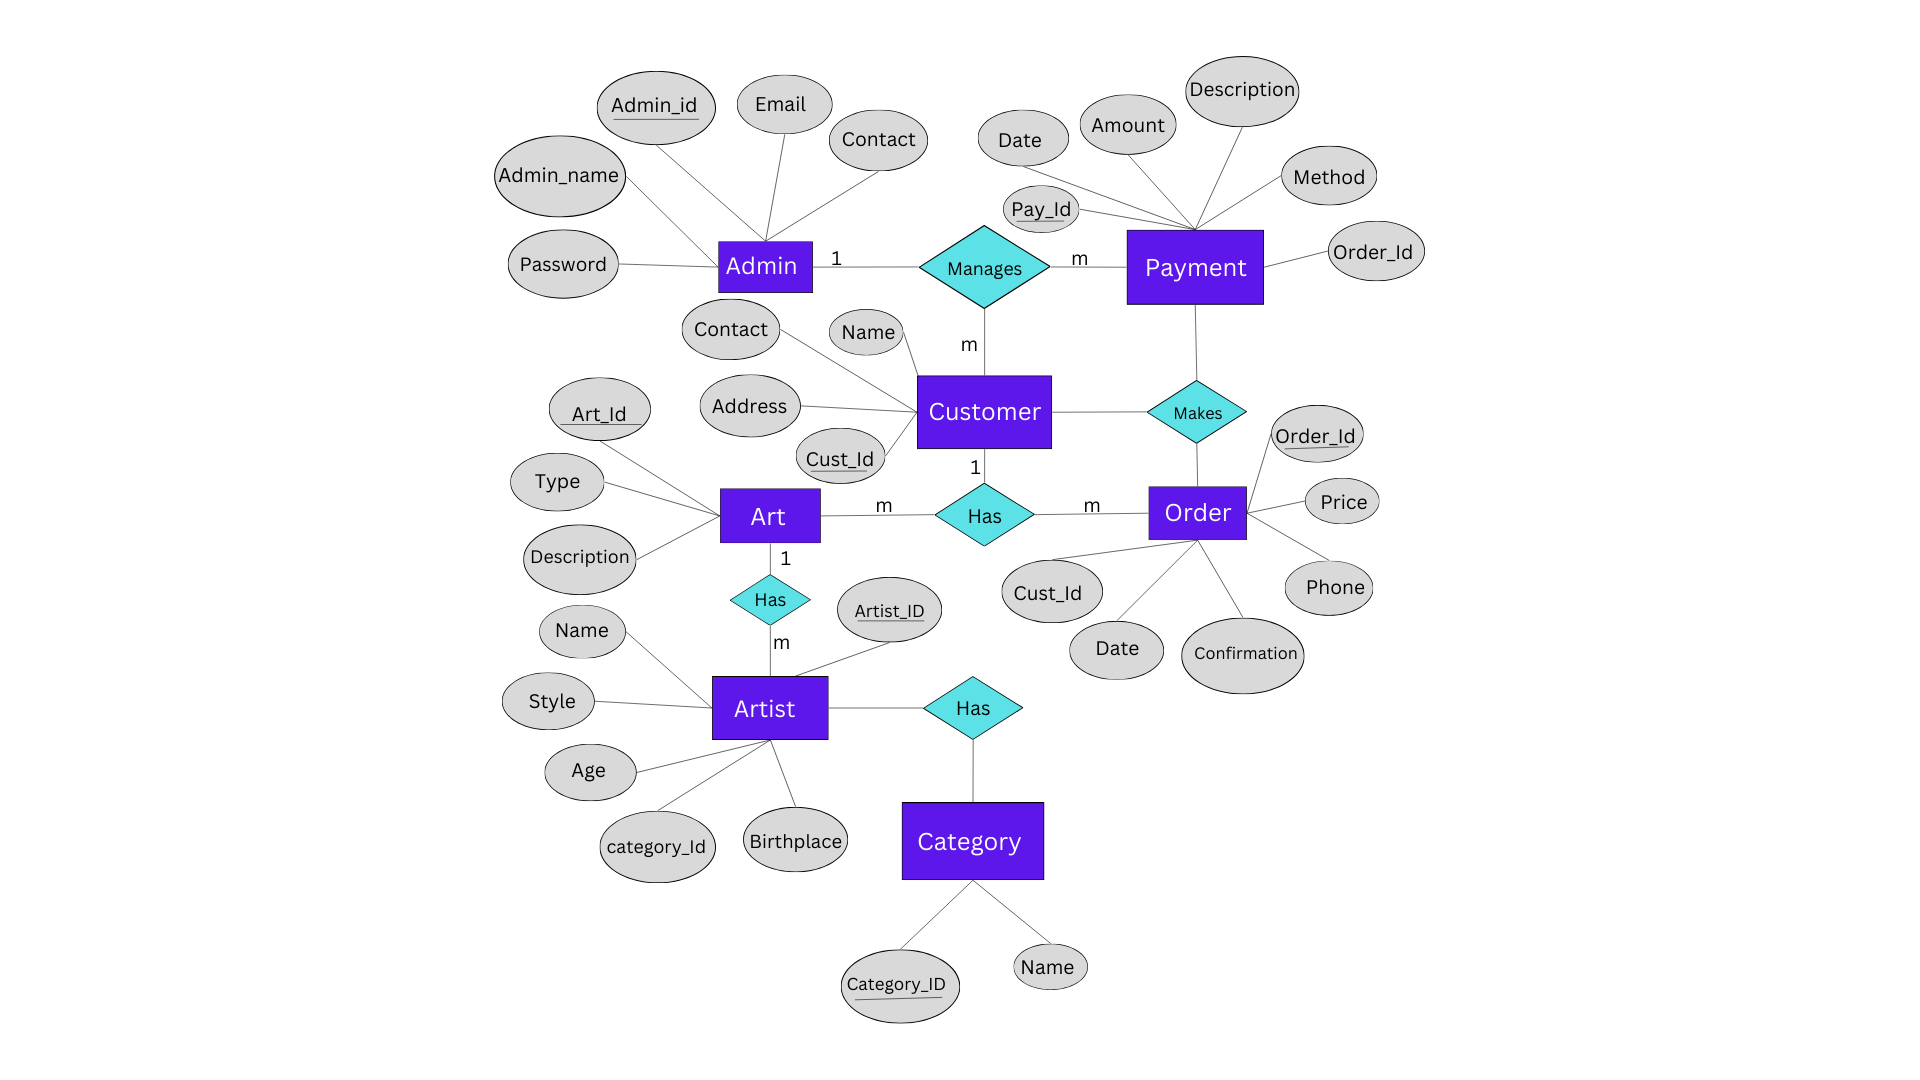 Description
Admin_id
Email
Amount
Contact
Date
Admin_name
Method
Pay_Id
Order_Id
Password
Admin
1
Manages
m
Payment
Contact
Name
m
Address
Customer
Makes
Art_Id
Order_Id
Cust_Id
1
Type
Price
Art
m
Has
m
Order
Description
1
Phone
Cust_Id
Has
Artist_ID
Name
m
Date
Confirmation
Style
Artist
Has
Age
category_Id
Birthplace
Category
Category_ID
Name